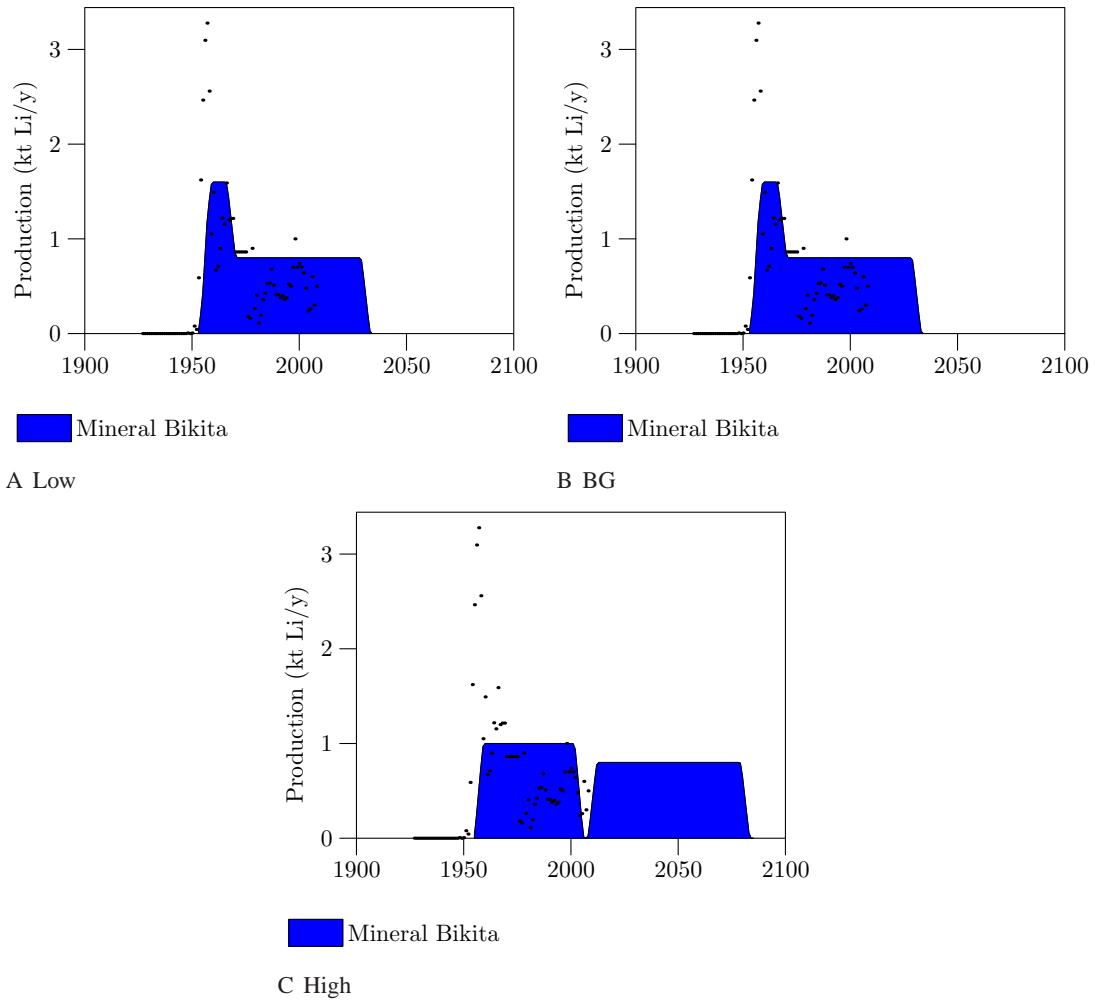 Production (kt Li/y)
3
2
1
0
1900 1950 2000 2050 2100
Mineral Bikita
A Low
Production (kt Li/y)
3
2
1
0
1900 1950 2000 2050 2100
Mineral Bikita
B BG
Production (kt Li/y)
3
2
1
0
1900 1950 2000 2050 2100
Mineral Bikita
C High